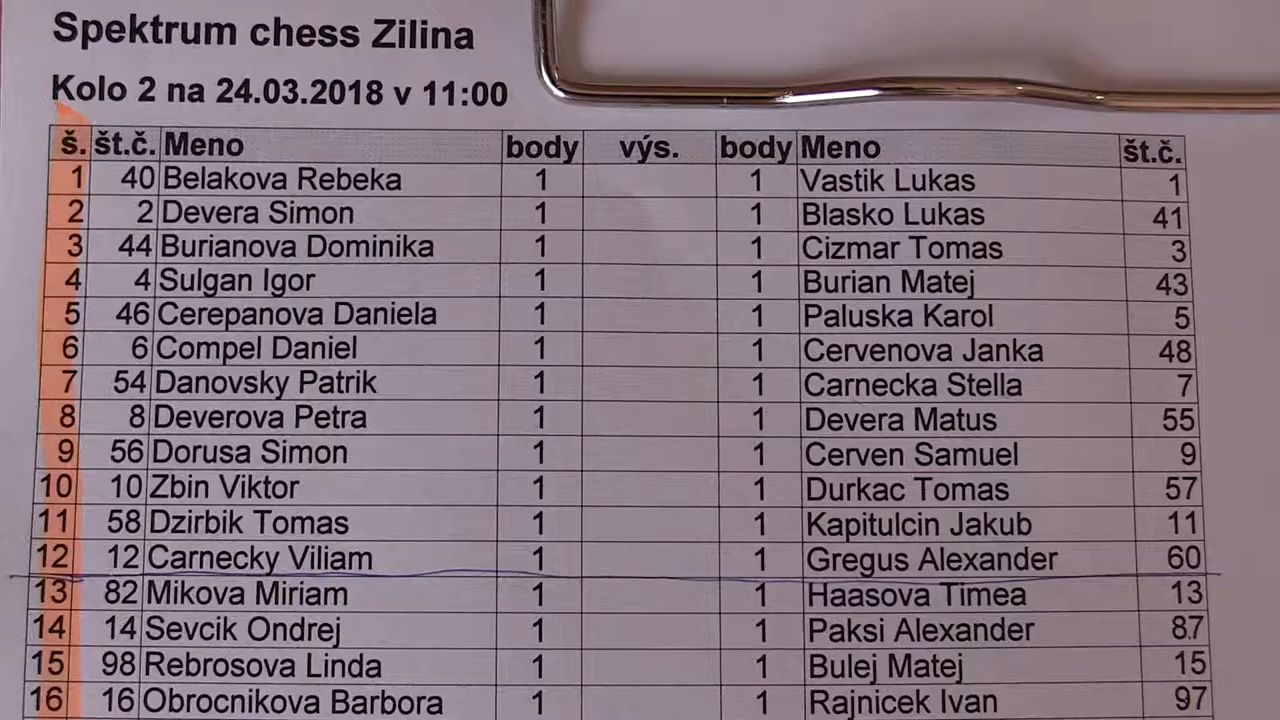 Spektrum chess Zilina
Kolo 2 na 24.03.2018 v 11:00
š. št.č. Meno body výs. body Meno št.č.
1 40 Belakova Rebeka 1 1 Vastik Lukas 1
2 2 Devera Simon 1 1 Blasko Lukas 41
3 44 Burianova Dominika 1 1 Cizmar Tomas 3
4 4 Sulgan Igor 1 1 Burian Matej 43
5 46 Cerepanova Daniela 1 1 Paluska Karol 5
6 6 Compel Daniel 1 1 Cervenova Janka 48
7 54 Danovsky Patrik 1 1 Carnecka Stella 7
8 8 Deverova Petra 1 1 Devera Matus 55
9 56 Dorusa Simon 1 1 Cerven Samuel 9
10 10 Zbin Viktor 1 1 Durkac Tomas 57
11 58 Dzirbik Tomas 1 1 Kapitulcin Jakub 11
12 12 Carnecky Viliam 1 1 Gregus Alexander 60
13 82 Mikova Miriam 1 1 Haasova Timea 13
14 14 Sevcik Ondrej 1 1 Paksi Alexander 87
15 98 Rebrosova Linda 1 1 Bulej Matej 15
16 16 Obrocnikova Barbora 1 1 Rajnicek Ivan 97